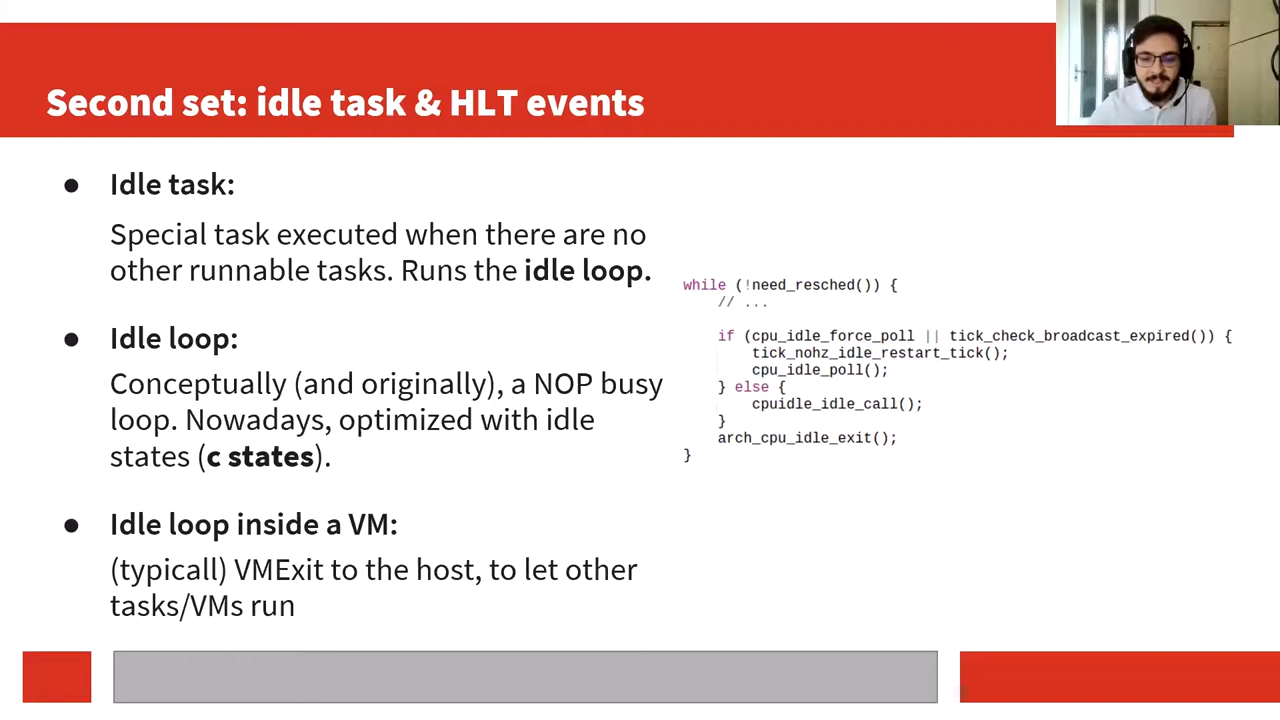 Second set: idle task & HLT events
● Idle task:
Special task executed when there are no
other runnable tasks. Runs the idle loop.
● Idle loop:
Conceptually (and originally), a NOP busy
loop. Nowadays, optimized with idle
states (c states).
● Idle loop inside a VM:
(typicall) VMExit to the host, to let other
tasks/VMs run
while (!need_resched()) {
// ...
if (cpu_idle_force_poll || tick_check_broadcast_expired()) {
tick_nohz_idle_restart_tick();
cpu_idle_poll();
} else {
cpuidle_idle_call();
}
arch_cpu_idle_exit();
}